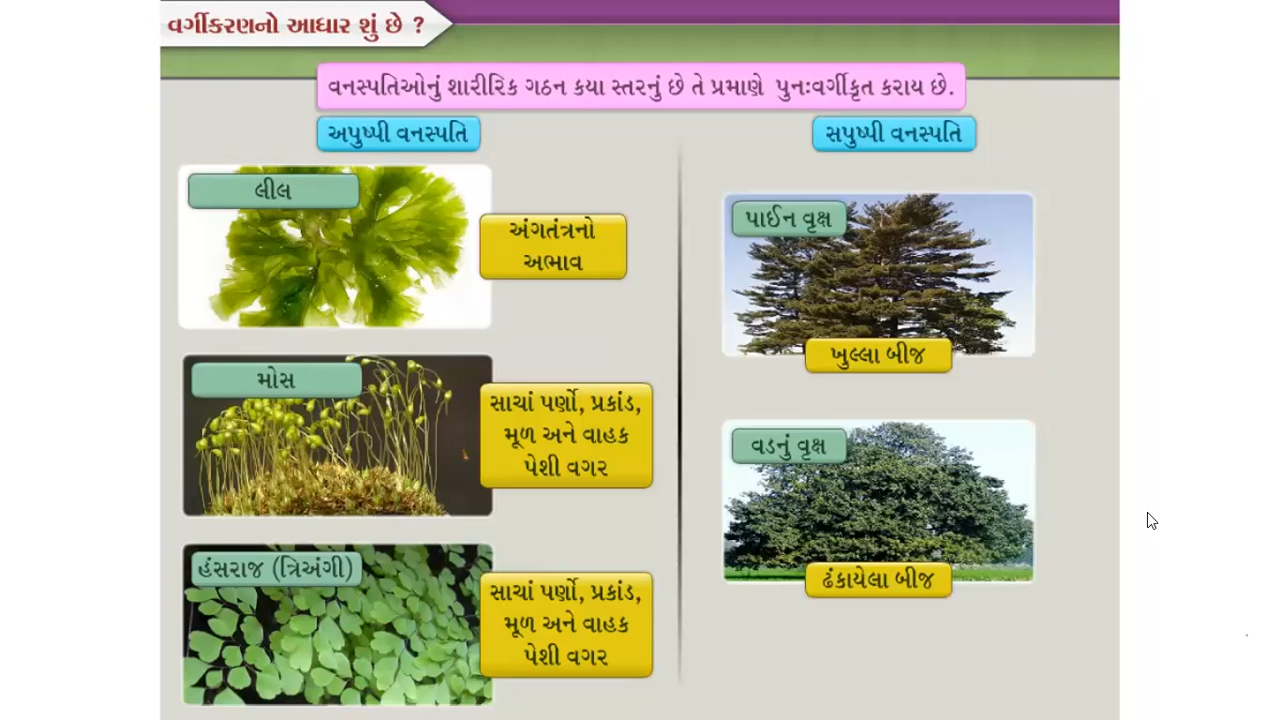 વર્ગીકરણનો આધાર શું છે ?
વનસ્પતિઓનું શારીરિક ગઠન કયા સ્તરનું છે તે પ્રમાણે પુનઃવર્ગીકૃત કરાય છે.
અપુષ્પી વનસ્પતિ
લીલ
અંગતંત્રનો
અભાવ
મોસ
સાચાં પર્ણો, પ્રકાંડ,
મૂળ અને વાહક
પેશી વગર
હંસરાજ (ત્રિઅંગી)
સાચાં પર્ણો, પ્રકાંડ,
મૂળ અને વાહક
પેશી વગર
સપુષ્પી વનસ્પતિ
પાઈન વૃક્ષ
ખુલ્લા બીજ
વડનું વૃક્ષ
ઢંકાયેલા બીજ